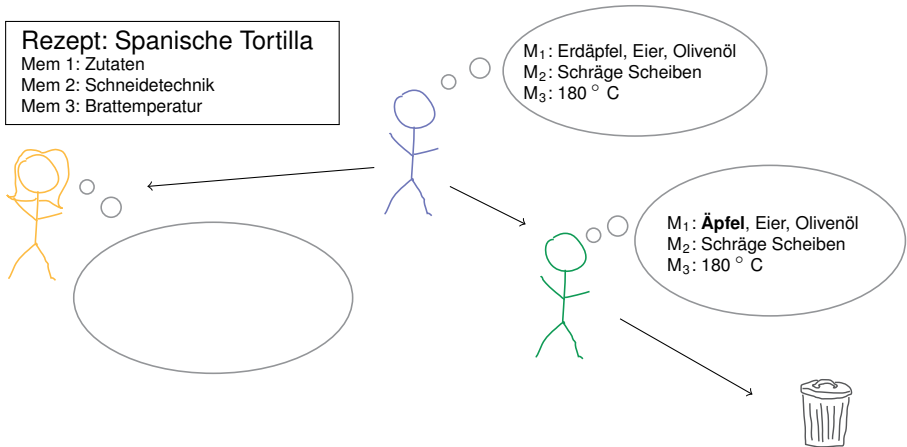 Rezept: Spanische Tortilla
Mem 1: Zutaten
Mem 2: Schneidetechnik
Mem 3: Brattemperatur
M₁: Erdäpfel, Eier, Olivenöl
M₂: Schräge Scheiben
M₃: 180 ° C
M₁: Äpfel, Eier, Olivenöl
M₂: Schräge Scheiben
M₃: 180 ° C